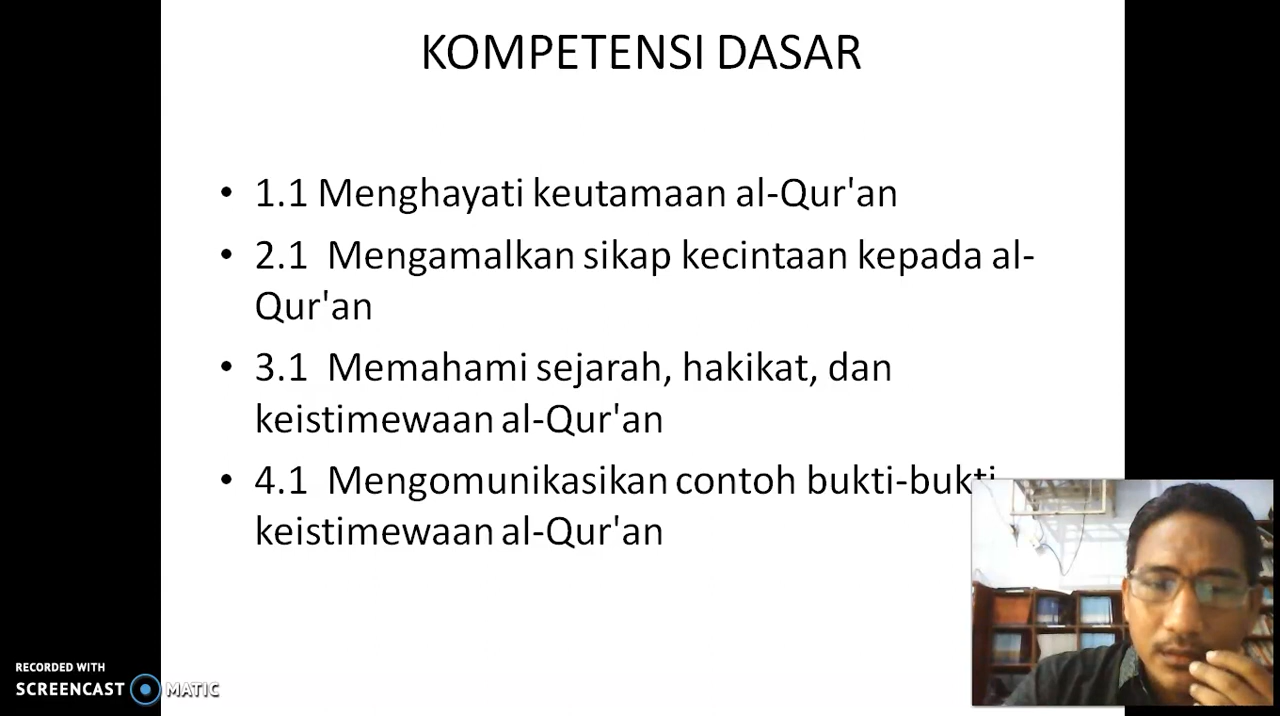 KOMPETENSI DASAR
• 1.1 Menghayati keutamaan al-Qur'an
• 2.1 Mengamalkan sikap kecintaan kepada al-
Qur'an
• 3.1 Memahami sejarah, hakikat, dan
keistimewaan al-Qur'an
• 4.1 Mengomunikasikan contoh bukti-bukti
keistimewaan al-Qur'an
RECORDED WITH
SCREENCAST MATIC